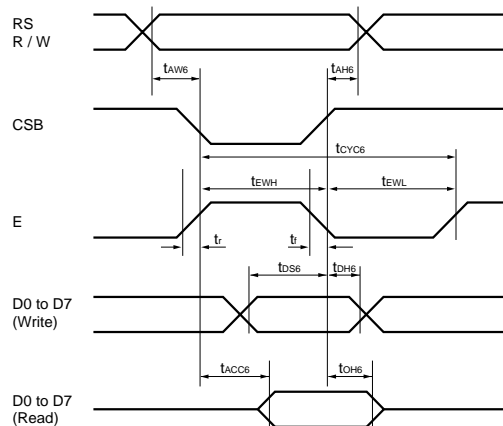 RS
R / W
tAW6
tAH6
CSB
tCYC6
tEWH
tEWL
E
tr
tf
tDS6
tDH6
D0 to D7
(Write)
tACC6
tOH6
D0 to D7
(Read)